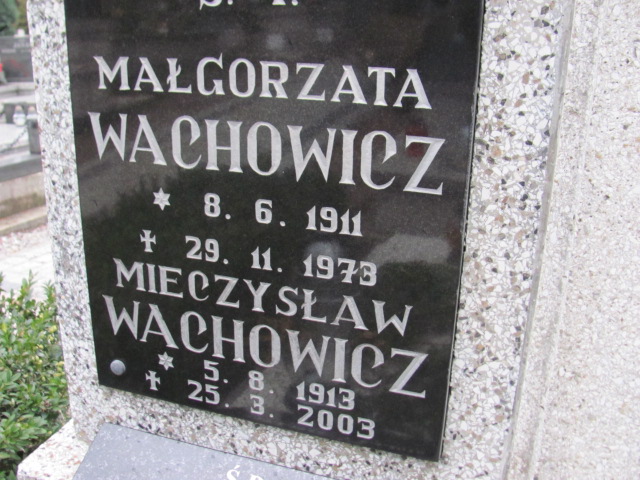 Ś. P.
MAŁGORZATA
WACHOWICZ
* 8. 6. 1911
† 29. 11. 1973
MIECZYSŁAW
WACHOWICZ
* 5. 8. 1913
† 25. 3. 2003